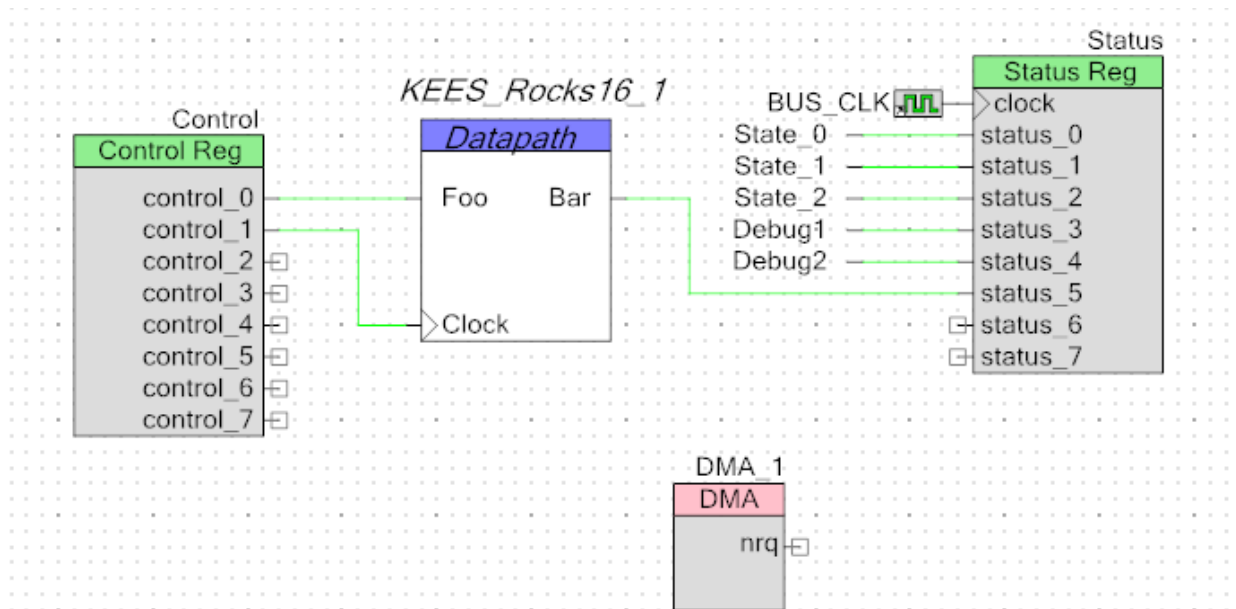 Control
Control Reg
control_0
control_1
control_2
control_3
control_4
control_5
control_6
control_7
KEES_Rocks16_1
Datapath
Foo Bar
Clock
Status
Status Reg
BUS_CLK clock
State_0 status_0
State_1 status_1
State_2 status_2
Debug1 status_3
Debug2 status_4
status_5
status_6
status_7
DMA_1
DMA
nrq